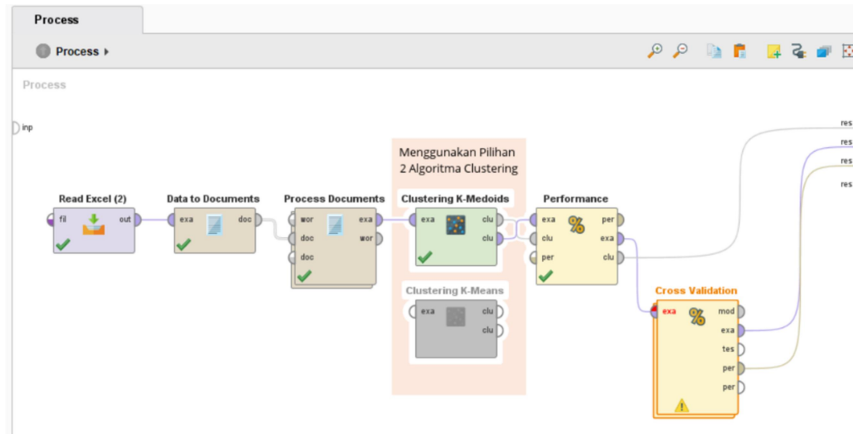 Process
Process
Process
inp
res
res
res
res
Menggunakan Pilihan
2 Algoritma Clustering
Read Excel (2)
fil
out
Data to Documents
exa
doc
Process Documents
wor
exa
doc
wor
doc
Clustering K-Medoids
exa
clu
clu
Performance
exa
per
clu
exa
per
clu
Clustering K-Means
exa
clu
clu
Cross Validation
exa
mod
exa
tes
per
per